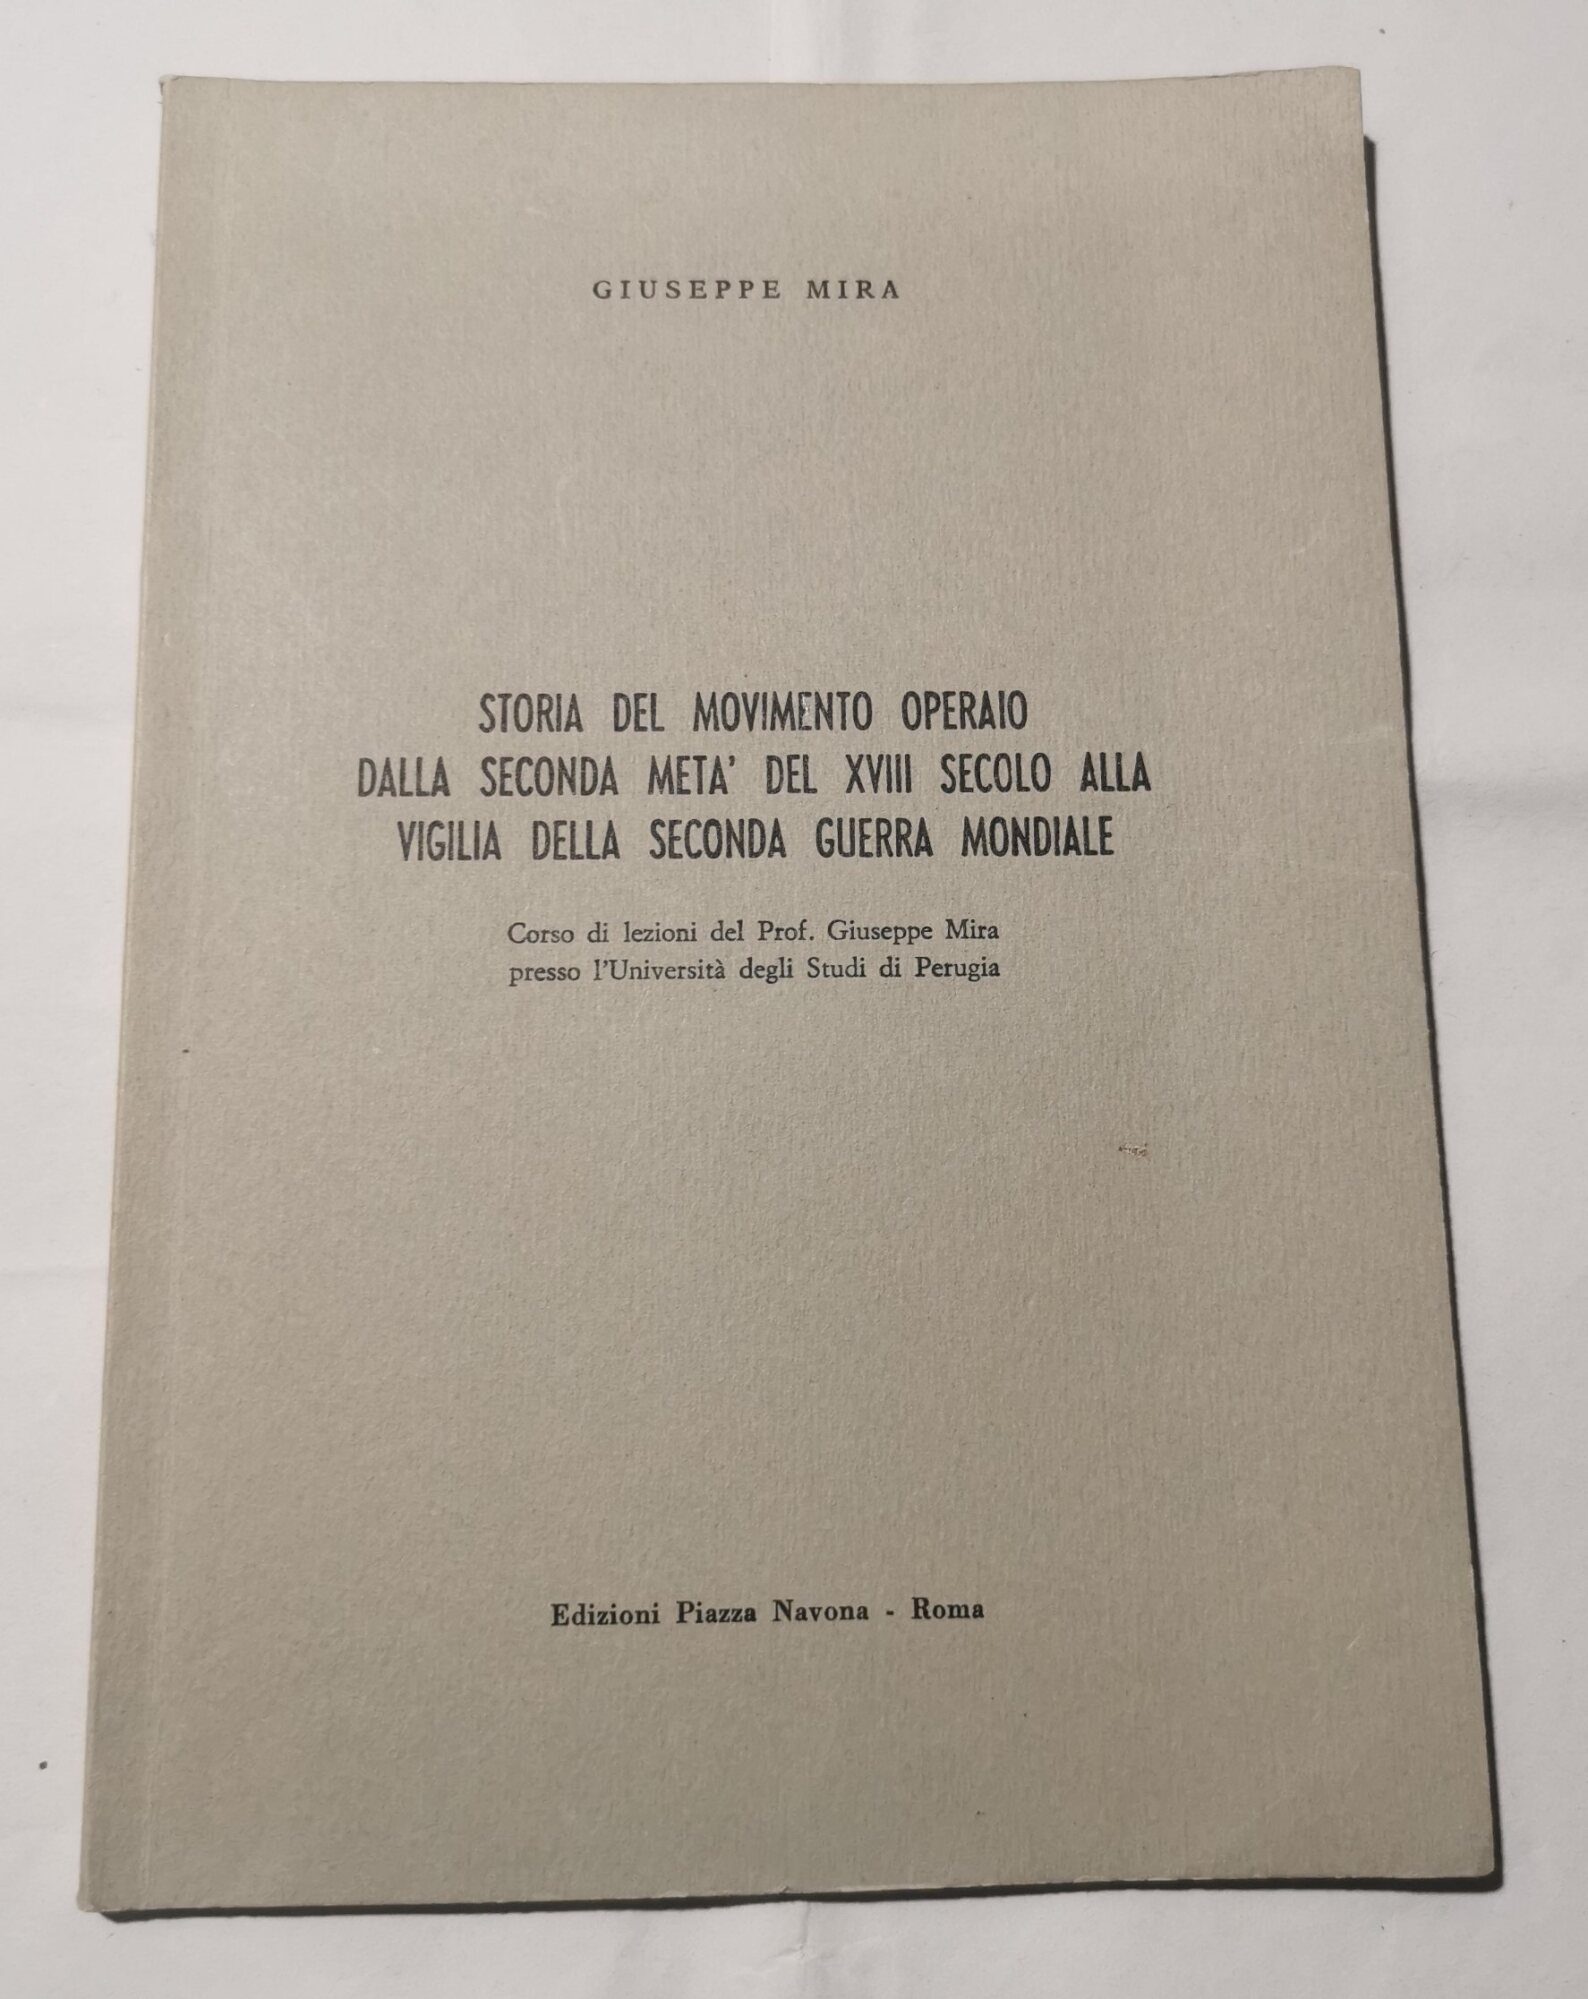 GIUSEPPE MIRA
STORIA DEL MOVIMENTO OPERAIO
DALLA SECONDA META' DEL XVIII SECOLO ALLA
VIGILIA DELLA SECONDA GUERRA MONDIALE
Corso di lezioni del Prof. Giuseppe Mira
presso l'Università degli Studi di Perugia
Edizioni Piazza Navona - Roma